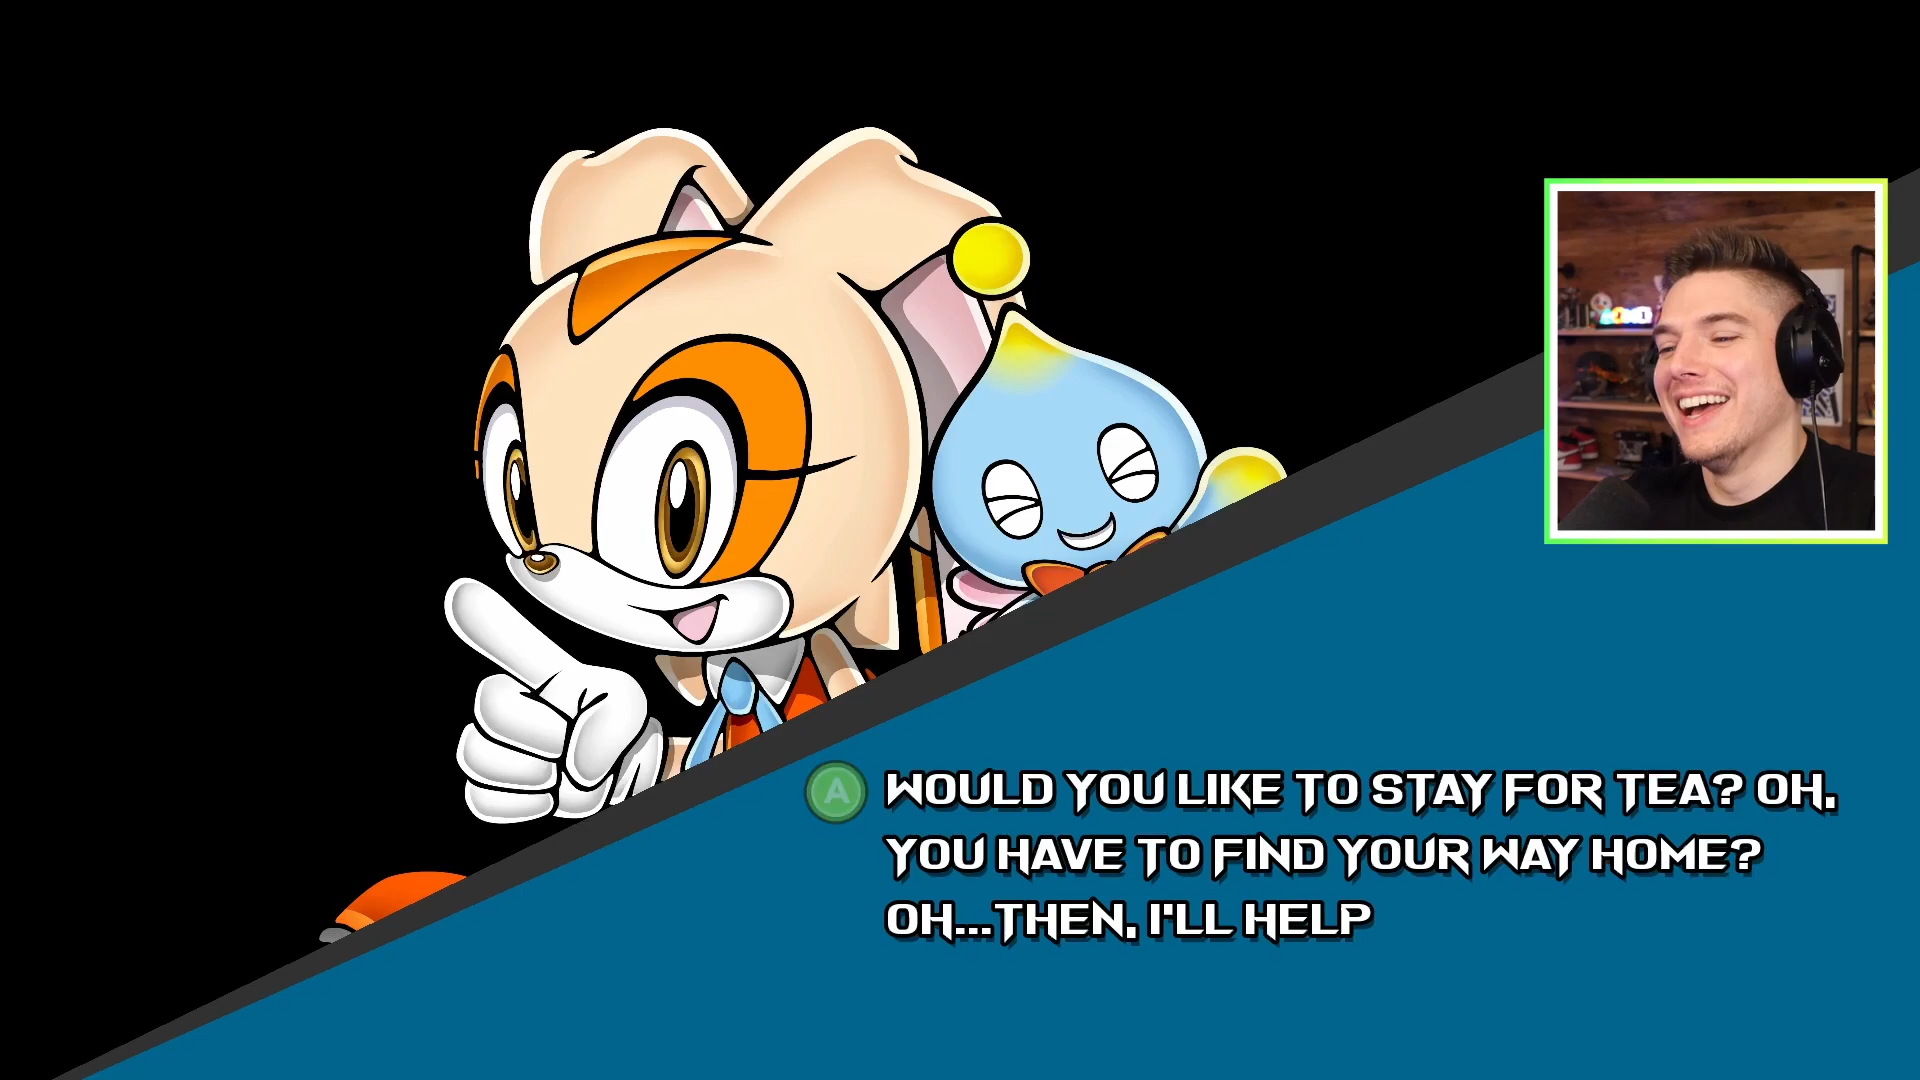 A
WOULD YOU LIKE TO STAY FOR TEA? OH,
YOU HAVE TO FIND YOUR WAY HOME?
OH...THEN, I'LL HELP